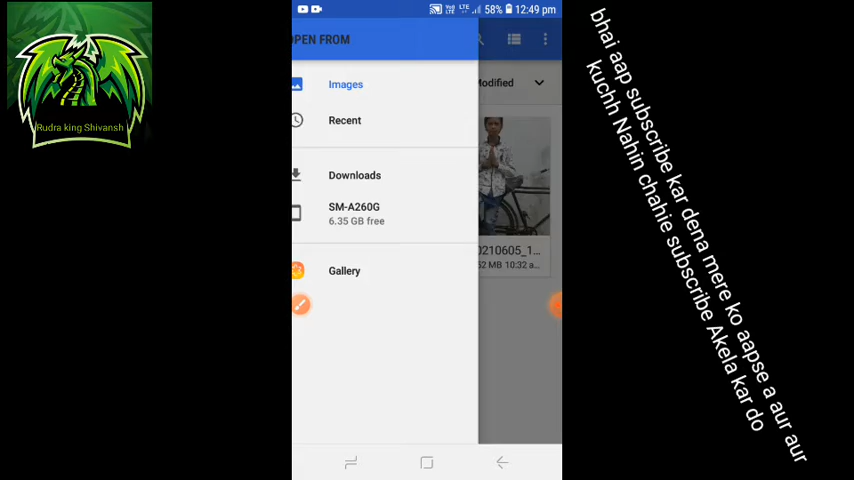 58% 12:49 pm
OPEN FROM
Images
Modified
Recent
Downloads
SM-A260G
6.35 GB free
0210605_1...
52 MB 10:32 a...
Gallery
Rudra king Shivansh
bhai aap subscribe kar dena mere ko aapse a aur aur
kuchh Nahin chahie subscribe Akela kar do